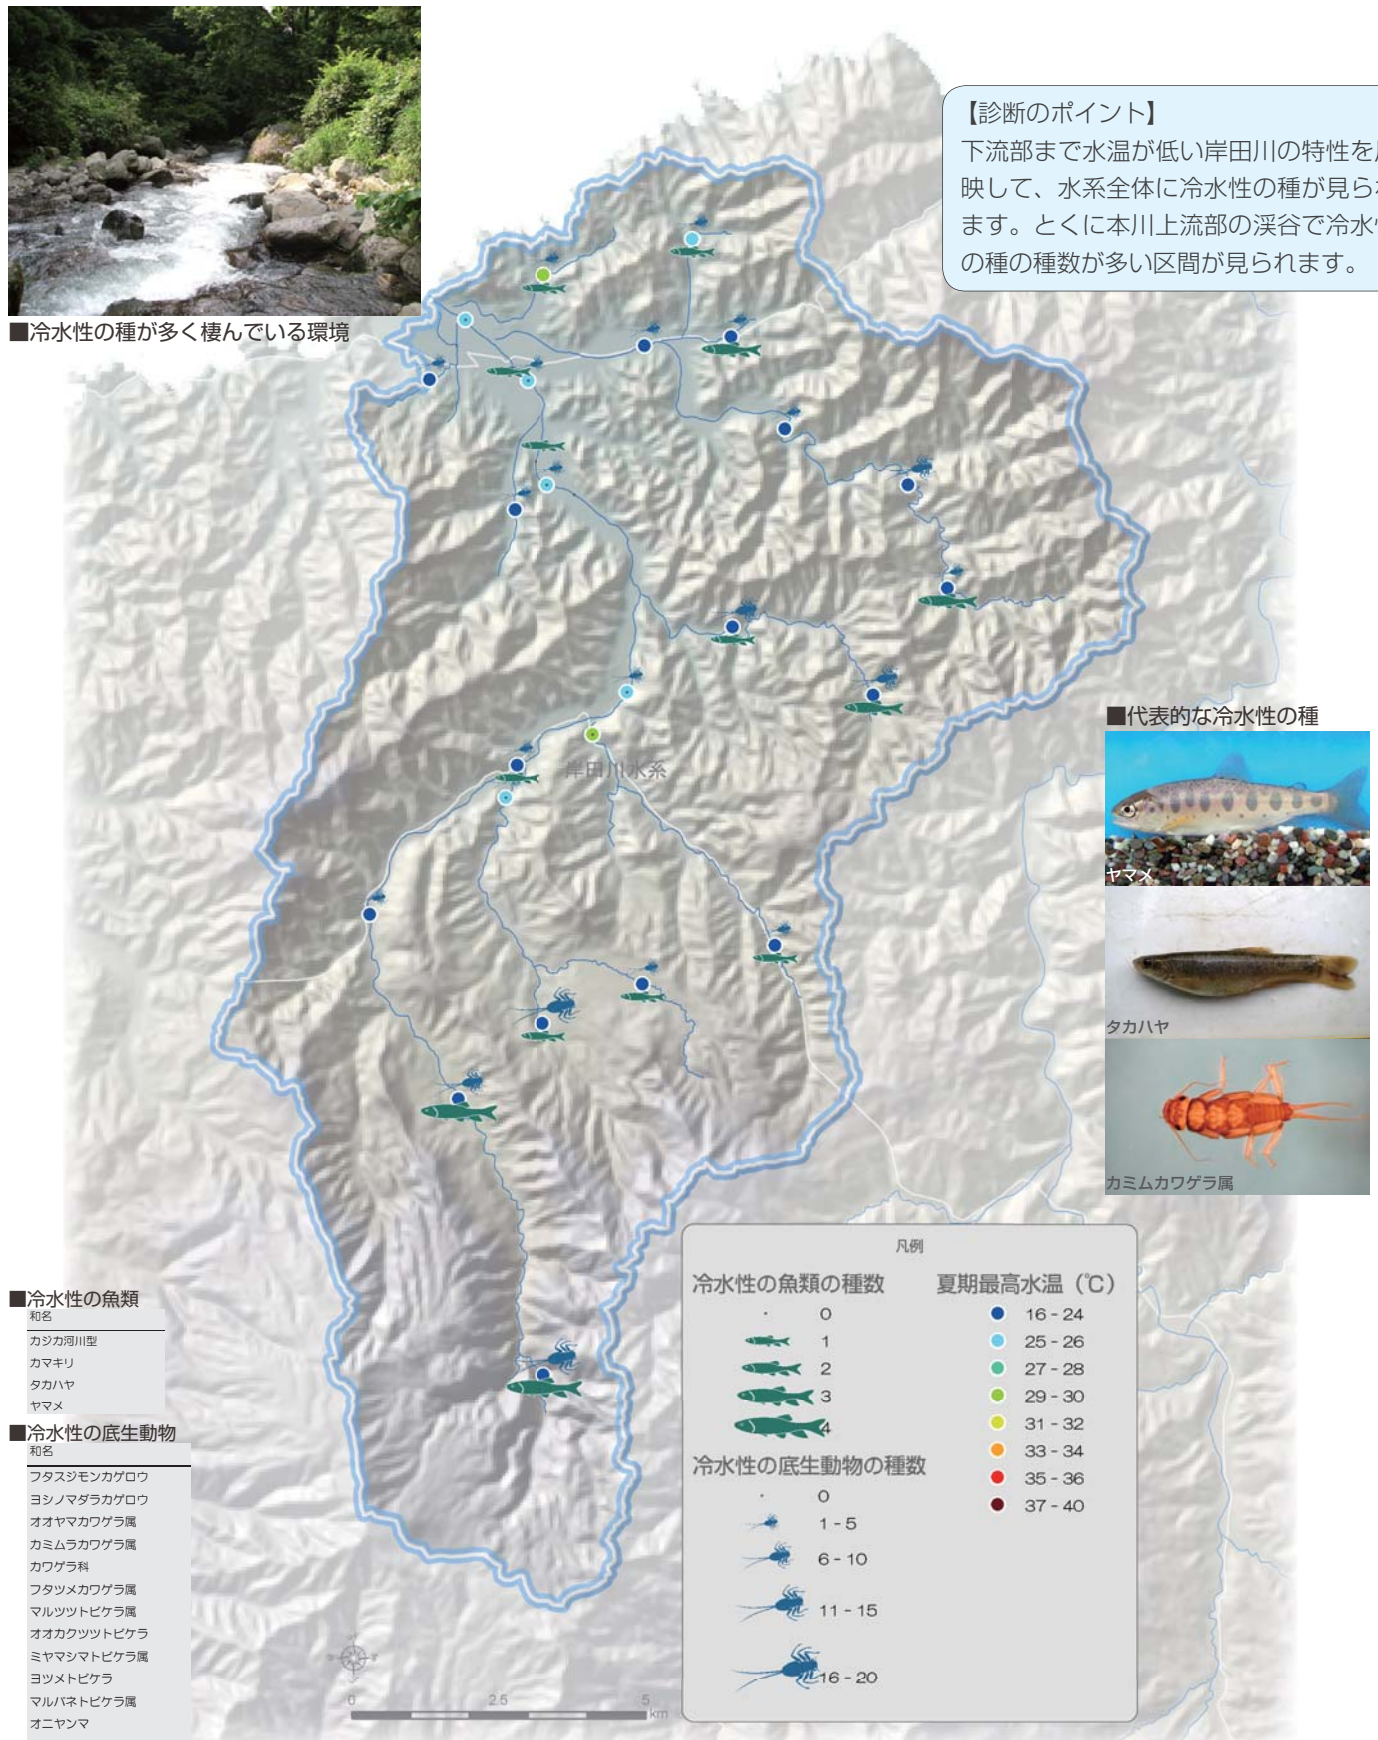 【診断のポイント】
下流部まで水温が低い岸田川の特性を
映して、水系全体に冷水性の種が見ら
ます。とくに本川上流部の渓谷で冷水
の種の種数が多い区間が見られます。
■冷水性の種が多く棲んでいる環境
岸田川水系
■代表的な冷水性の種
ヤマメ
タカハヤ
カミムカワゲラ属
■冷水性の魚類
和名
カジカ河川型
カマキリ
タカハヤ
ヤマメ
■冷水性の底生動物
和名
フタスジモンカゲロウ
ヨシノマダラカゲロウ
オオヤマカワゲラ属
カミムラカワゲラ属
カワゲラ科
フタツメカワゲラ属
マルツツトビケラ属
オオカクツツトビケラ
ミヤマシマトビケラ属
ヨツメトビケラ
マルバネトビケラ属
オニヤンマ
凡例
冷水性の魚類の種数
0
1
2
3
4
冷水性の底生動物の種数
0
1 - 5
6 - 10
11 - 15
16 - 20
夏期最高水温（℃）
16 - 24
25 - 26
27 - 28
29 - 30
31 - 32
33 - 34
35 - 36
37 - 40
0 2.5 5
km